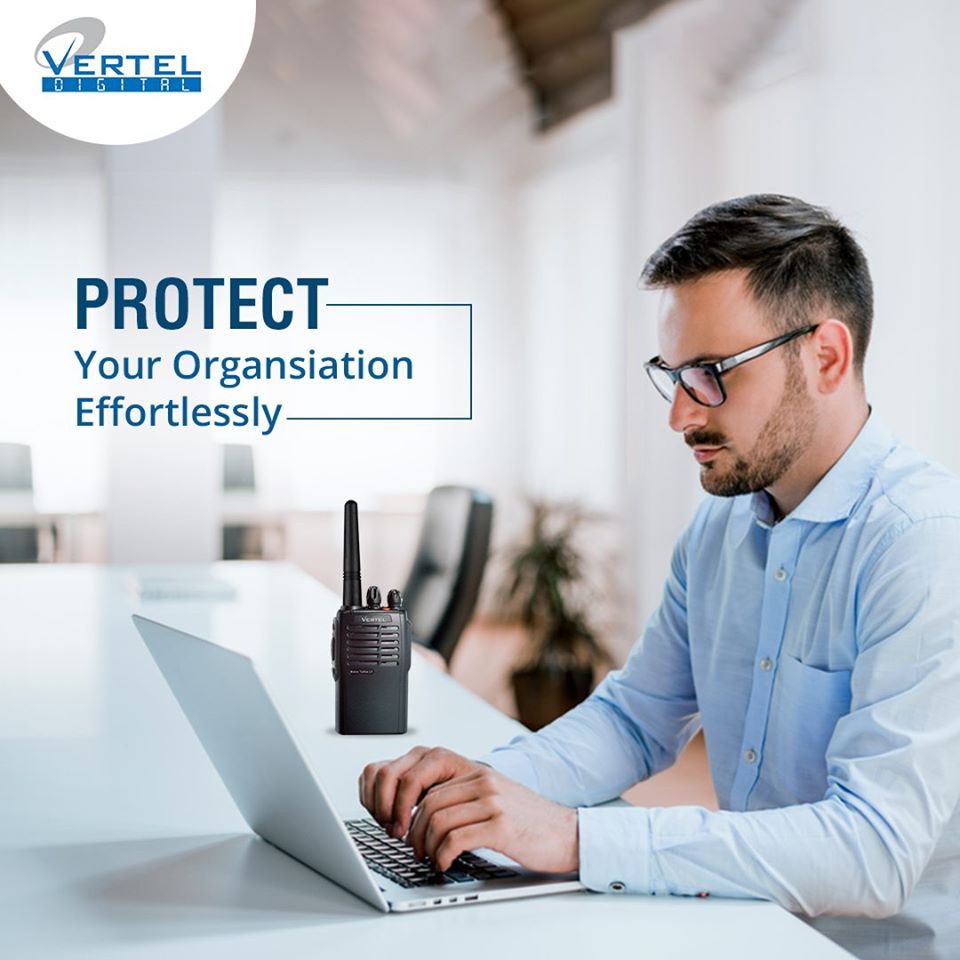 VERTEL
DIGITAL
PROTECT
Your Organsiation
Effortlessly
VERTEL